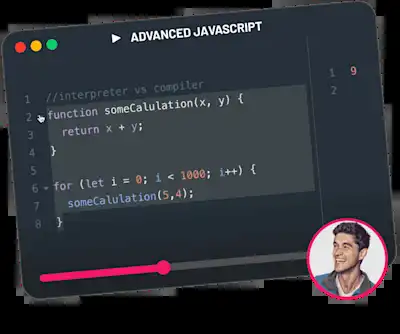 ADVANCED JAVASCRIPT
1 //interpreter vs compiler
2 function someCalulation(x, y) {
3 return x + y;
4 }
5
6 for (let i = 0; i < 1000; i++) {
7 someCalulation(5,4);
8 }
1 9
2